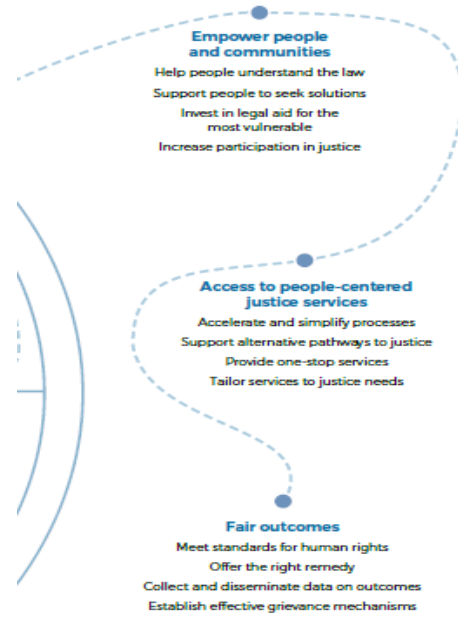 Empower people
and communities
Help people understand the law
Support people to seek solutions
Invest in legal aid for the
most vulnerable
Increase participation in justice
Access to people-centered
justice services
Accelerate and simplify processes
Support alternative pathways to justice
Provide one-stop services
Tailor services to justice needs
Fair outcomes
Meet standards for human rights
Offer the right remedy
Collect and disseminate data on outcomes
Establish effective grievance mechanisms